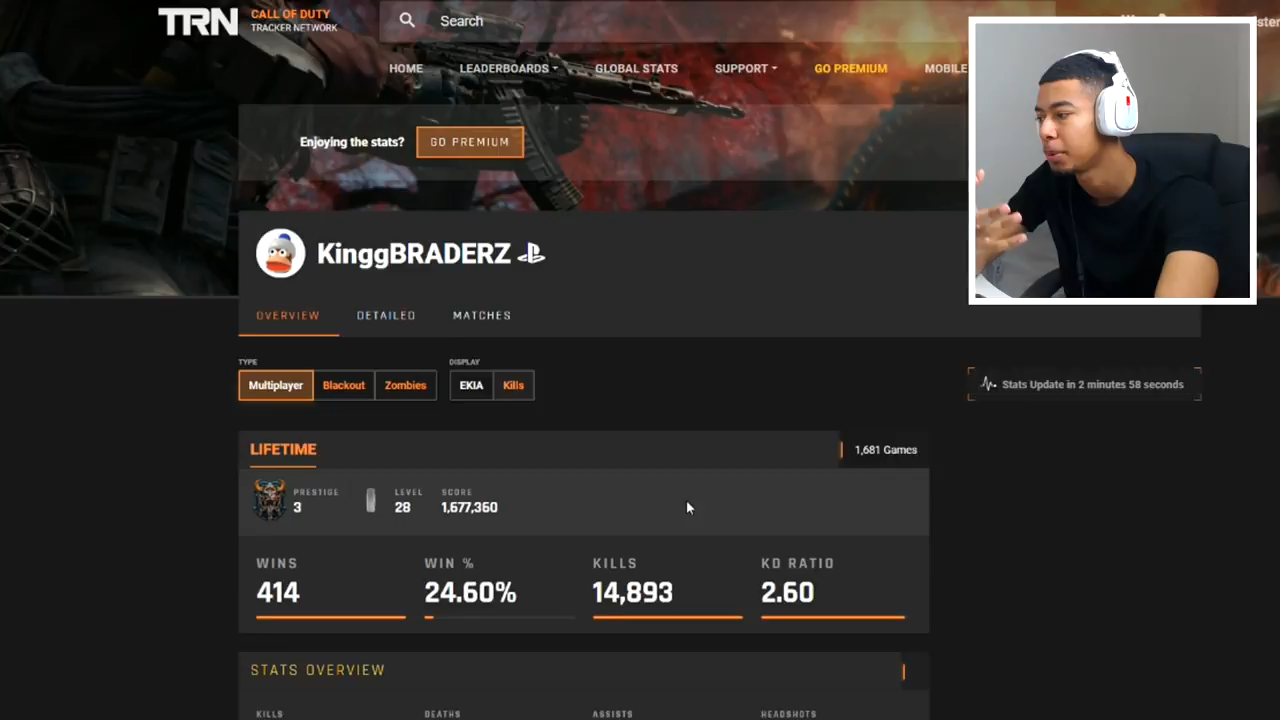 TRN CALL OF DUTY
TRACKER NETWORK
Search
HOME LEADERBOARDS GLOBAL STATS SUPPORT GO PREMIUM MOBILE
Enjoying the stats? GO PREMIUM
KinggBRADERZ
OVERVIEW DETAILED MATCHES
TYPE DISPLAY
Multiplayer Blackout Zombies EKIA Kills
Stats Update in 2 minutes 58 seconds
LIFETIME 1,681 Games
PRESTIGE LEVEL SCORE
3 28 1,677,360
WINS WIN % KILLS KD RATIO
414 24.60% 14,893 2.60
STATS OVERVIEW
KILLS DEATHS ASSISTS HEADSHOTS